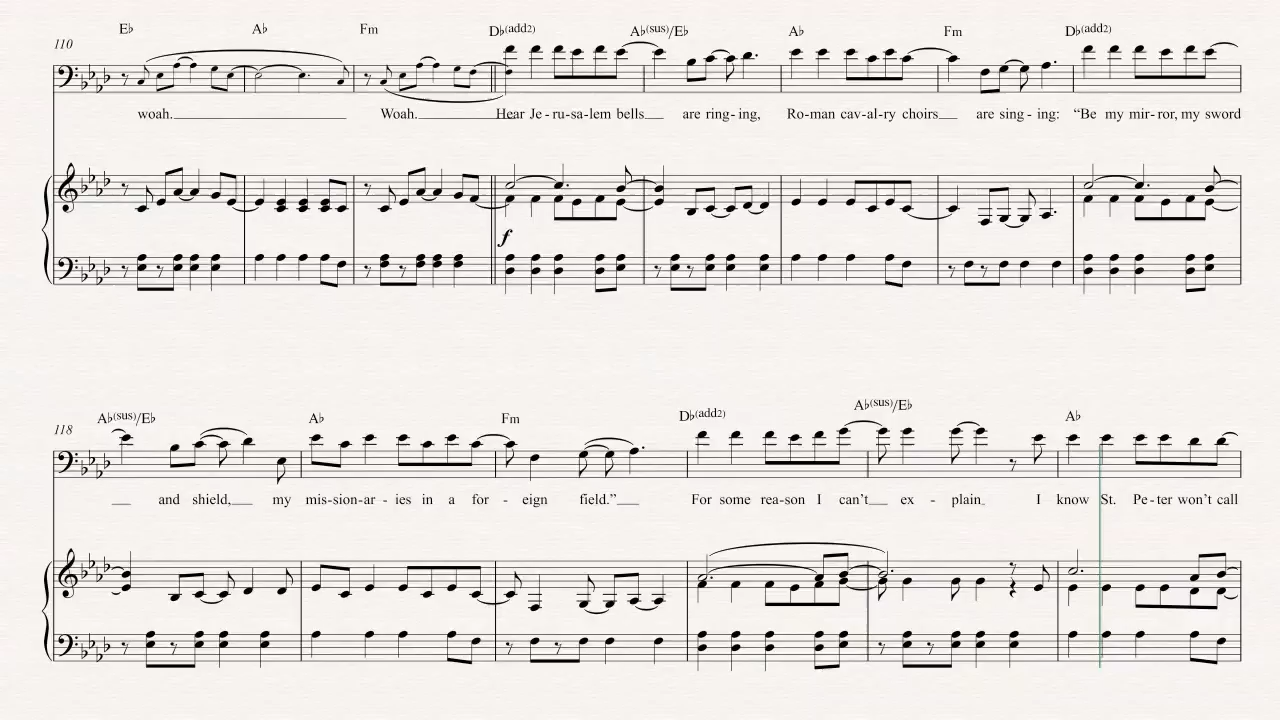 E♭ A♭ Fm D♭(add2) A♭(sus)/E♭ A♭ Fm D♭(add2)
110
woah. Woah. Hear Je-ru-sa-lem bells are ring-ing, Ro-man cav-al-ry choirs are sing-ing: “Be my mir-ror, my sword
f
A♭(sus)/E♭ A♭ Fm D♭(add2) A♭(sus)/E♭ A♭
118
and shield, my mis-sion-ar-ies in a for-eign field.” For some rea-son I can’t ex-plain I know St. Pe-ter won’t call